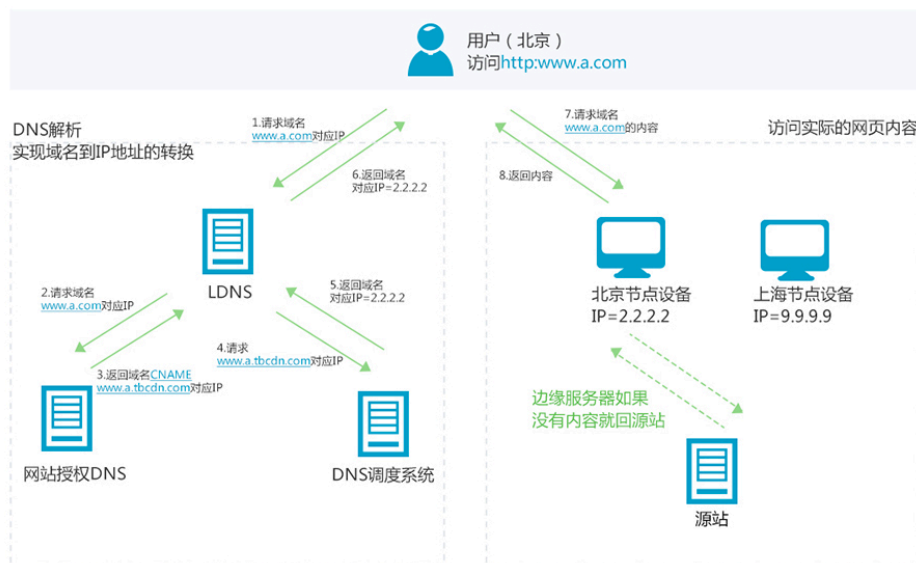 用户（北京）
访问http:www.a.com
DNS解析
实现域名到IP地址的转换
1.请求域名
www.a.com对应IP
6.返回域名
对应IP=2.2.2.2
LDNS
2.请求域名
www.a.com对应IP
3.返回域名CNAME
www.a.tbcdn.com对应IP
5.返回域名
对应IP=2.2.2.2
4.请求
www.a.tbcdn.com对应IP
网站授权DNS
DNS调度系统
7.请求域名
www.a.com的内容
访问实际的网页内容
8.返回内容
北京节点设备
IP=2.2.2.2
上海节点设备
IP=9.9.9.9
边缘服务器如果
没有内容就回源站
源站